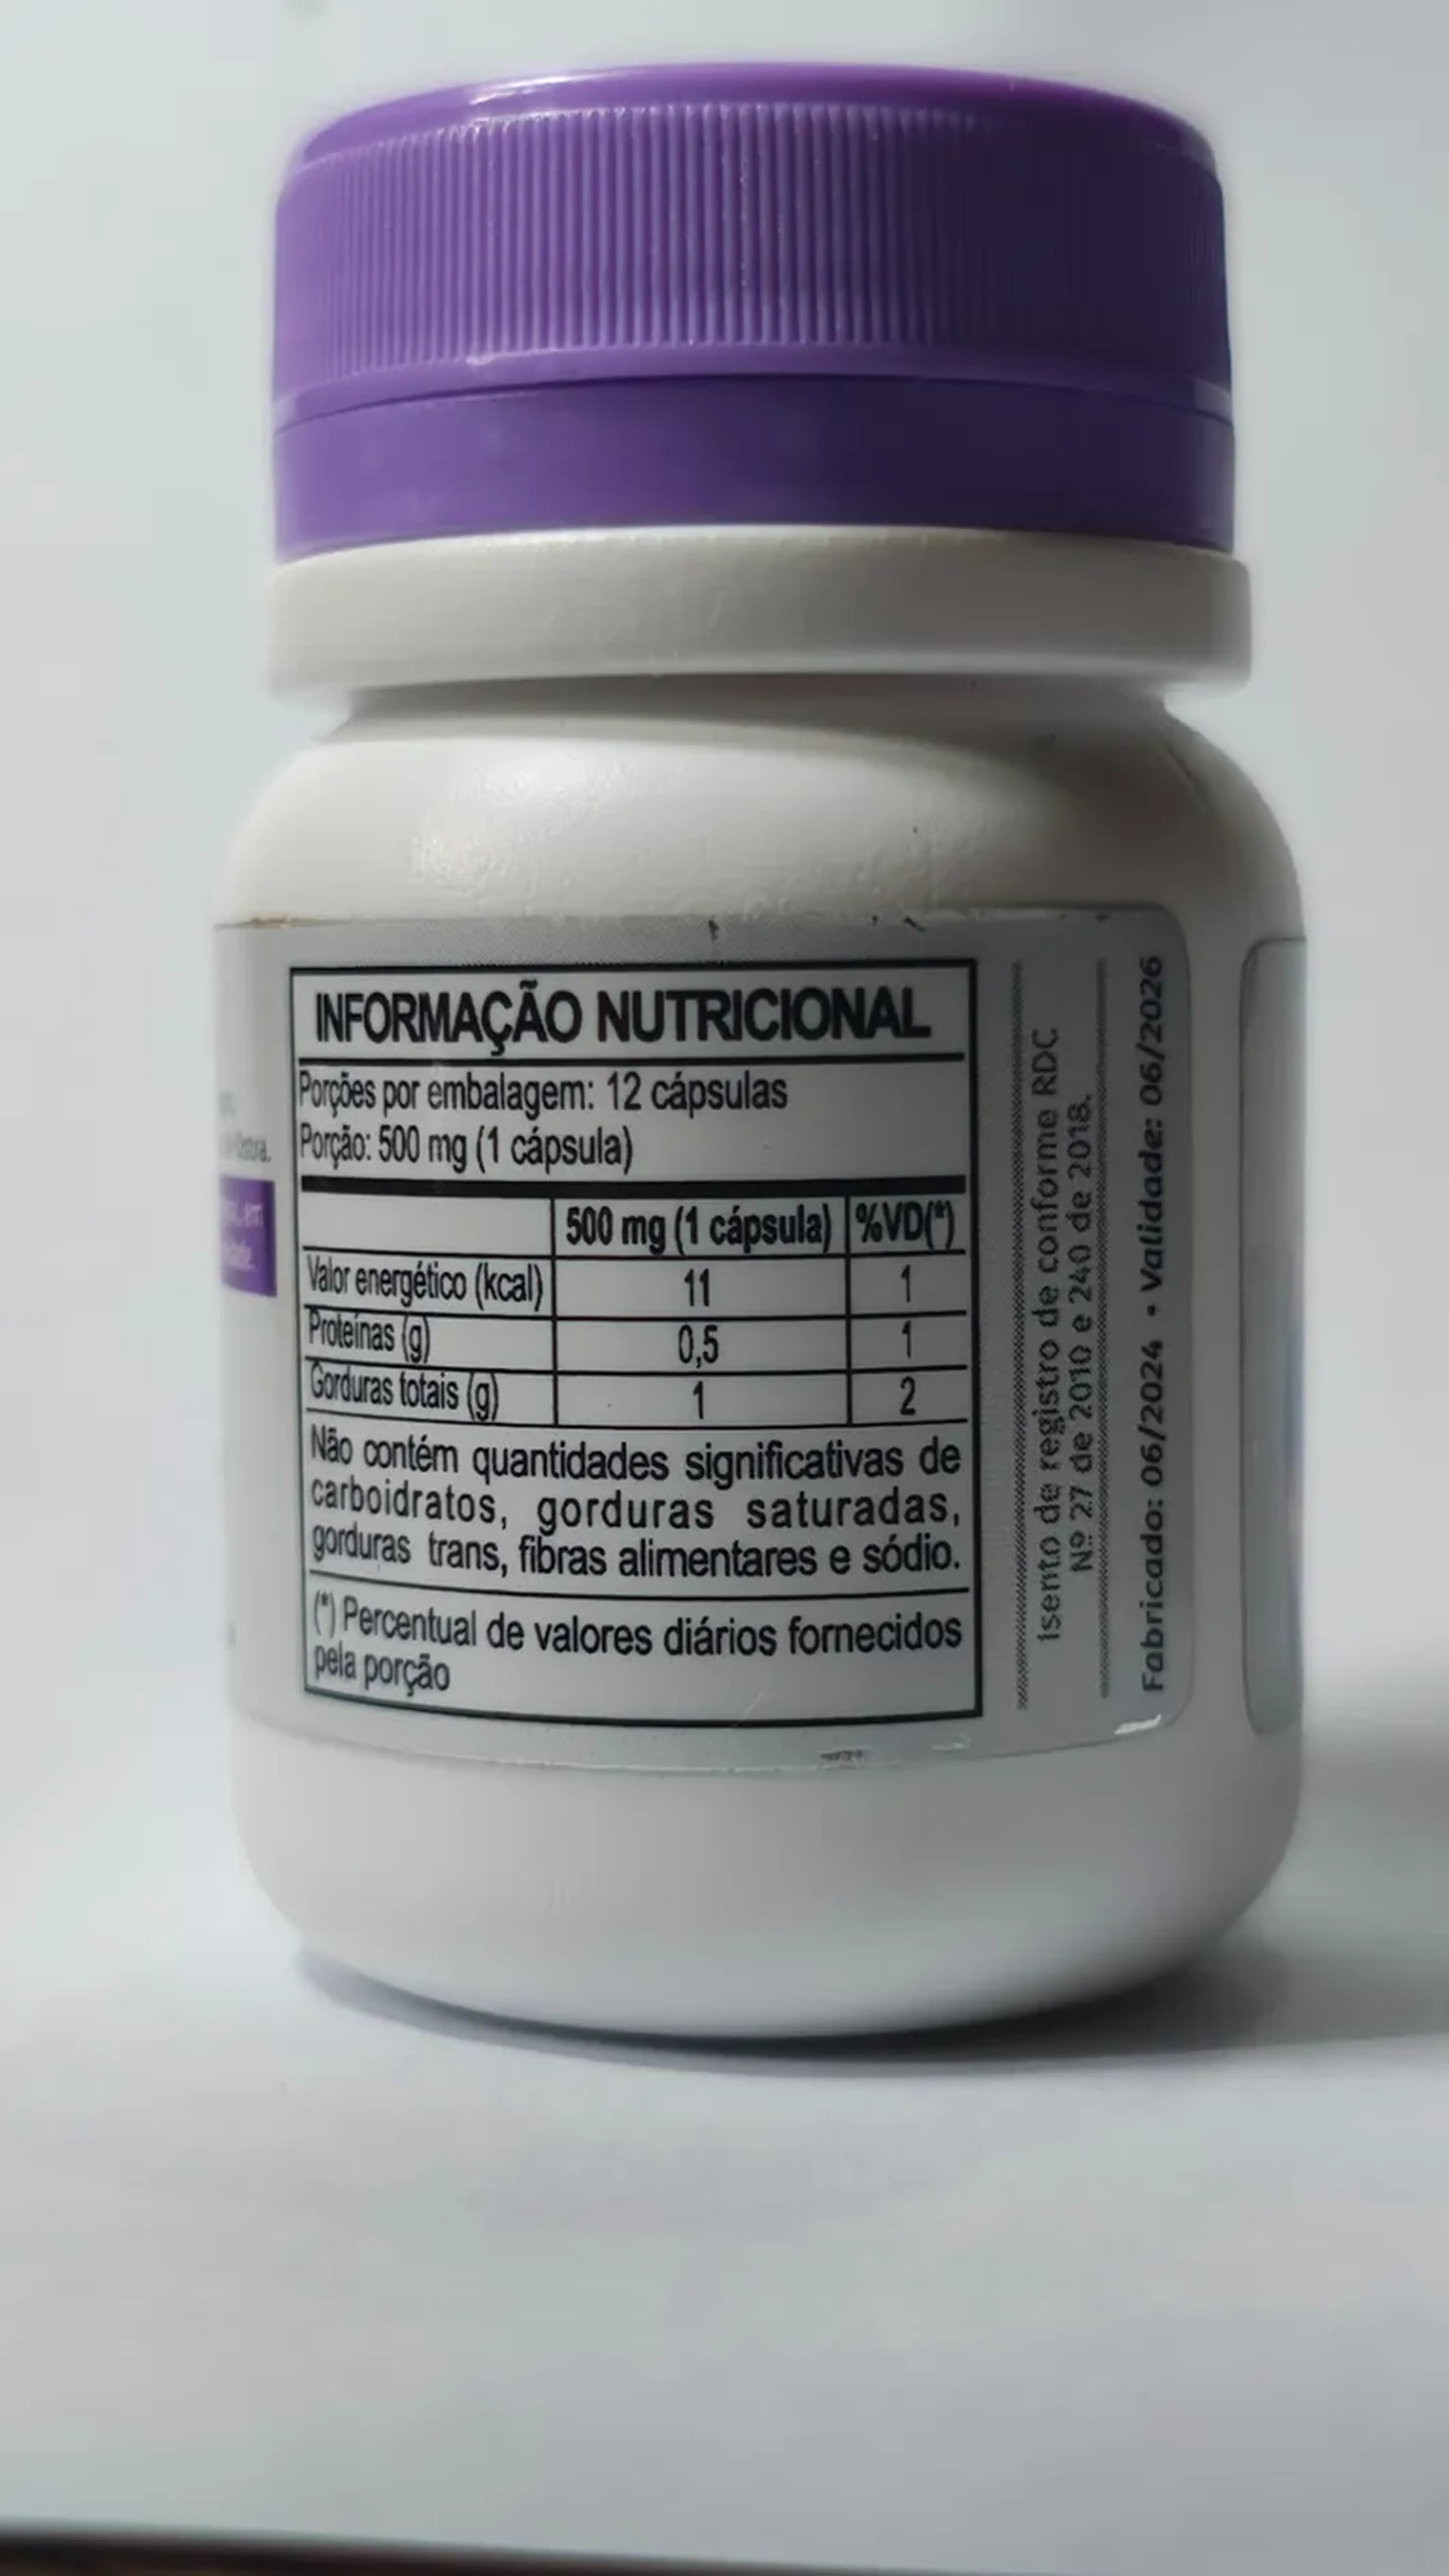 INFORMAÇÃO NUTRICIONAL
Porções por embalagem: 12 cápsulas
Porção: 500 mg (1 cápsula)
500 mg (1 cápsula) %VD(*)
Valor energético (kcal) 11 1
Proteínas (g) 0,5 1
Gorduras totais (g) 1 2
Não contém quantidades significativas de
carboidratos, gorduras saturadas,
gorduras trans, fibras alimentares e sódio.
(*) Percentual de valores diários fornecidos
pela porção
Isento de registro de conforme RDC
Nº 27 de 2010 e 240 de 2018.
Fabricado: 06/2024 • Validade: 06/2026